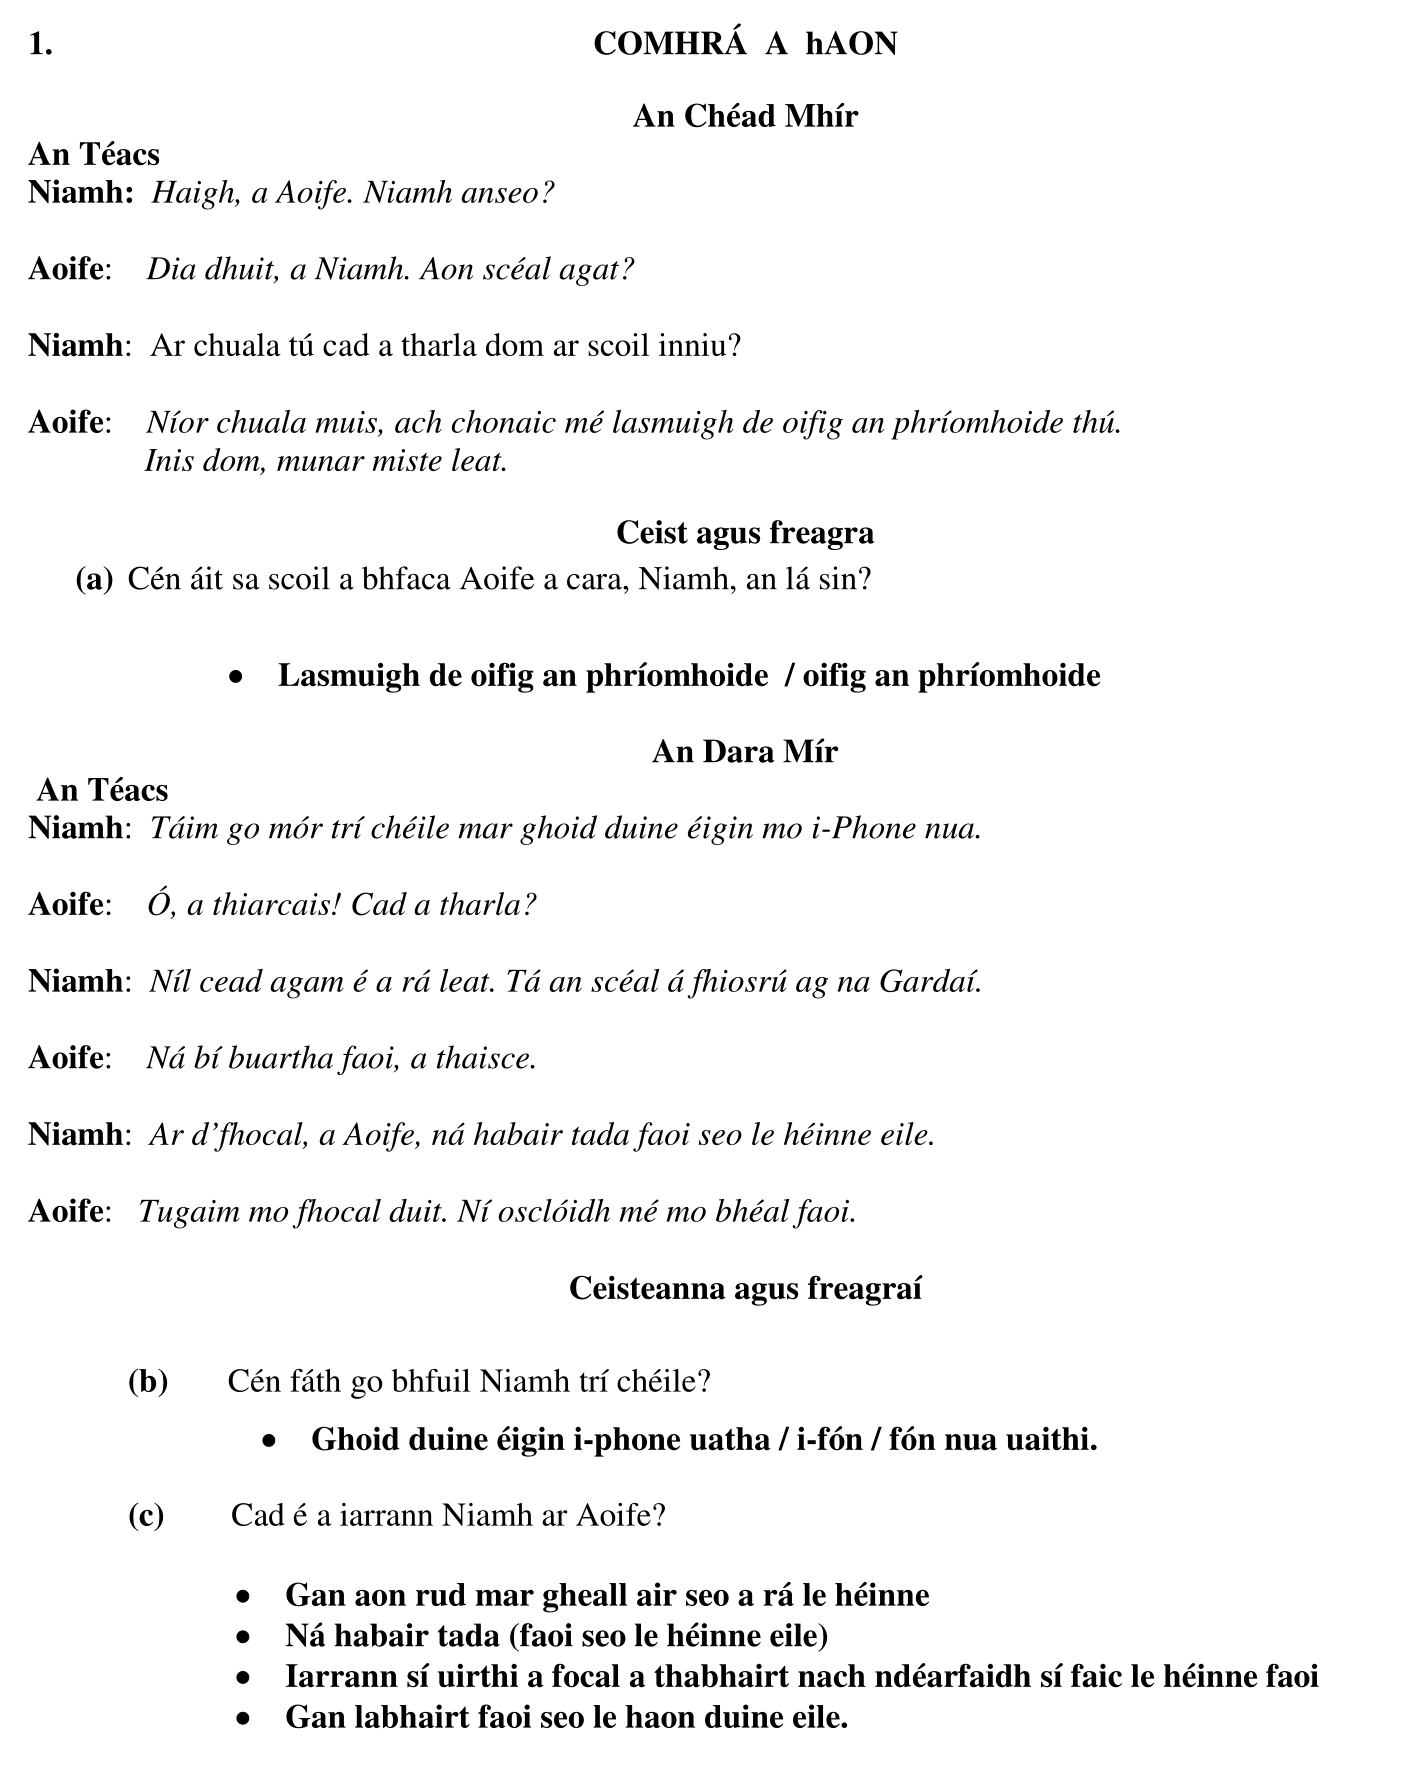 1. COMHRÁ A hAON
An Chéad Mhír
An Téacs
Niamh: Haigh, a Aoife. Niamh anseo?
Aoife: Dia dhuit, a Niamh. Aon scéal agat?
Niamh: Ar chuala tú cad a tharla dom ar scoil inniu?
Aoife: Níor chuala muis, ach chonaic mé lasmuigh de oifig an phríomhoide thú.
Inis dom, munar miste leat.
Ceist agus freagra
(a) Cén áit sa scoil a bhfaca Aoife a cara, Niamh, an lá sin?
• Lasmuigh de oifig an phríomhoide / oifig an phríomhoide
An Dara Mír
An Téacs
Niamh: Táim go mór trí chéile mar ghoid duine éigin mo i-Phone nua.
Aoife: Ó, a thiarcais! Cad a tharla?
Niamh: Níl cead agam é a rá leat. Tá an scéal á fhiosrú ag na Gardaí.
Aoife: Ná bí buartha faoi, a thaisce.
Niamh: Ar d’fhocal, a Aoife, ná habair tada faoi seo le héinne eile.
Aoife: Tugaim mo fhocal duit. Ní osclóidh mé mo bhéal faoi.
Ceisteanna agus freagraí
(b) Cén fáth go bhfuil Niamh trí chéile?
• Ghoid duine éigin i-phone uatha / i-fón / fón nua uaithi.
(c) Cad é a iarrann Niamh ar Aoife?
• Gan aon rud mar gheall air seo a rá le héinne
• Ná habair tada (faoi seo le héinne eile)
• Iarrann sí uirthi a focal a thabhairt nach ndéarfaidh sí faic le héinne faoi
• Gan labhairt faoi seo le haon duine eile.